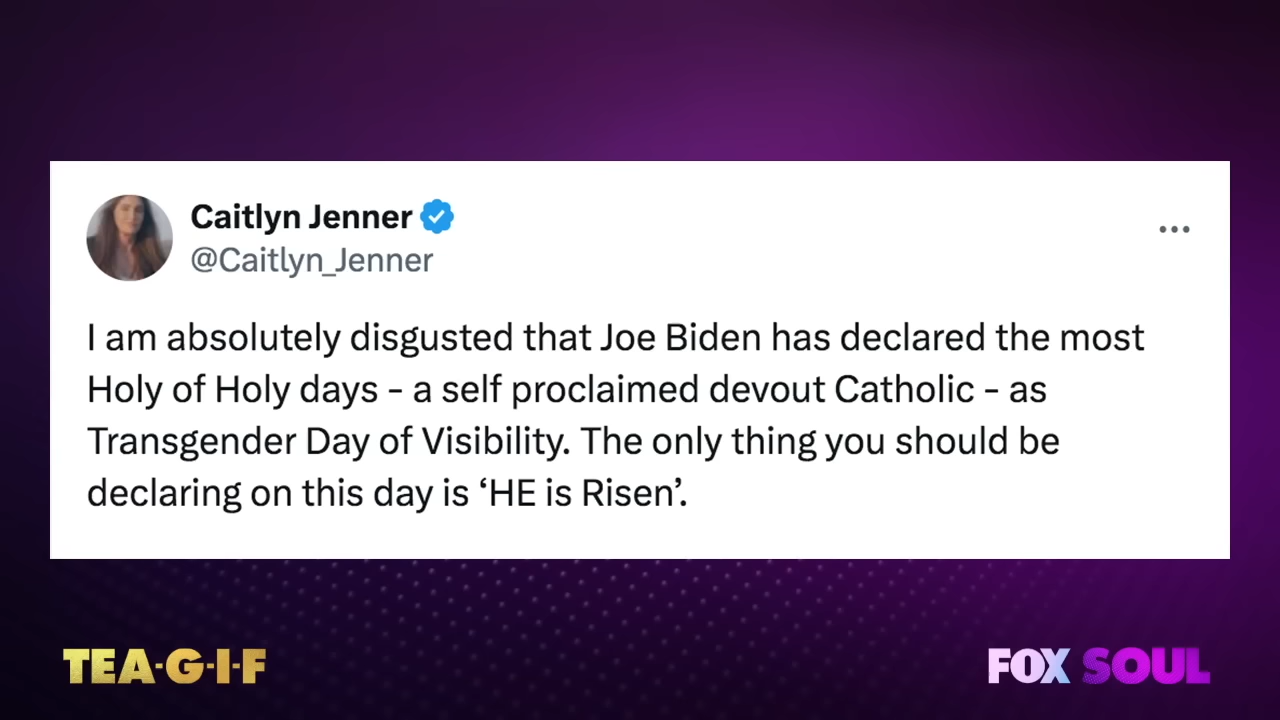 Caitlyn Jenner
@Caitlyn_Jenner
I am absolutely disgusted that Joe Biden has declared the most
Holy of Holy days - a self proclaimed devout Catholic - as
Transgender Day of Visibility. The only thing you should be
declaring on this day is ‘HE is Risen’.
TEA-G-I-F
FOX SOUL